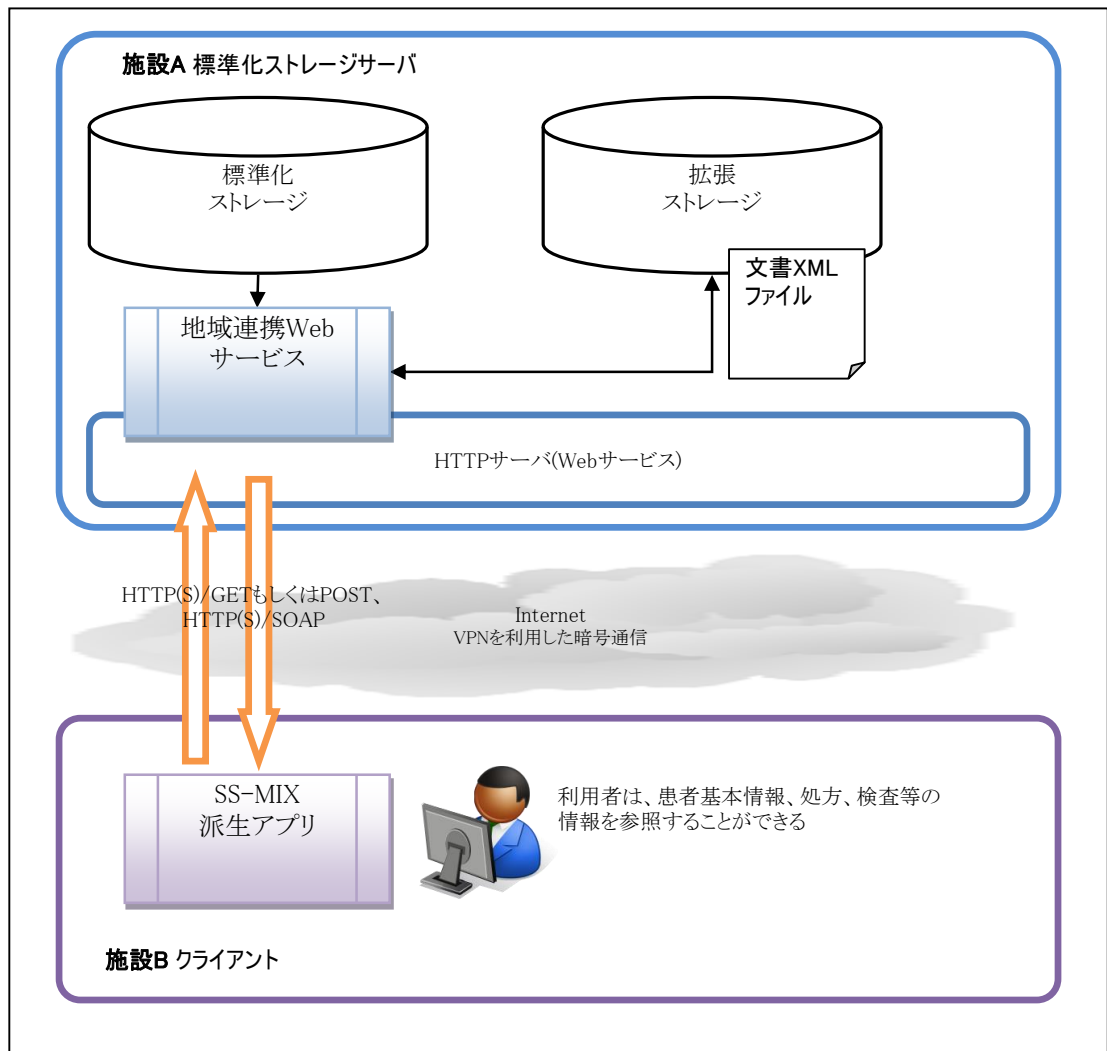 施設A 標準化ストレージサーバ
標準化
ストレージ
拡張
ストレージ
文書XML
ファイル
地域連携Web
サービス
HTTPサーバ(Webサービス)
HTTP(S)/GETもしくはPOST、
HTTP(S)/SOAP
Internet
VPNを利用した暗号通信
SS-MIX
派生アプリ
利用者は、患者基本情報、処方、検査等の
情報を参照することができる
施設B クライアント